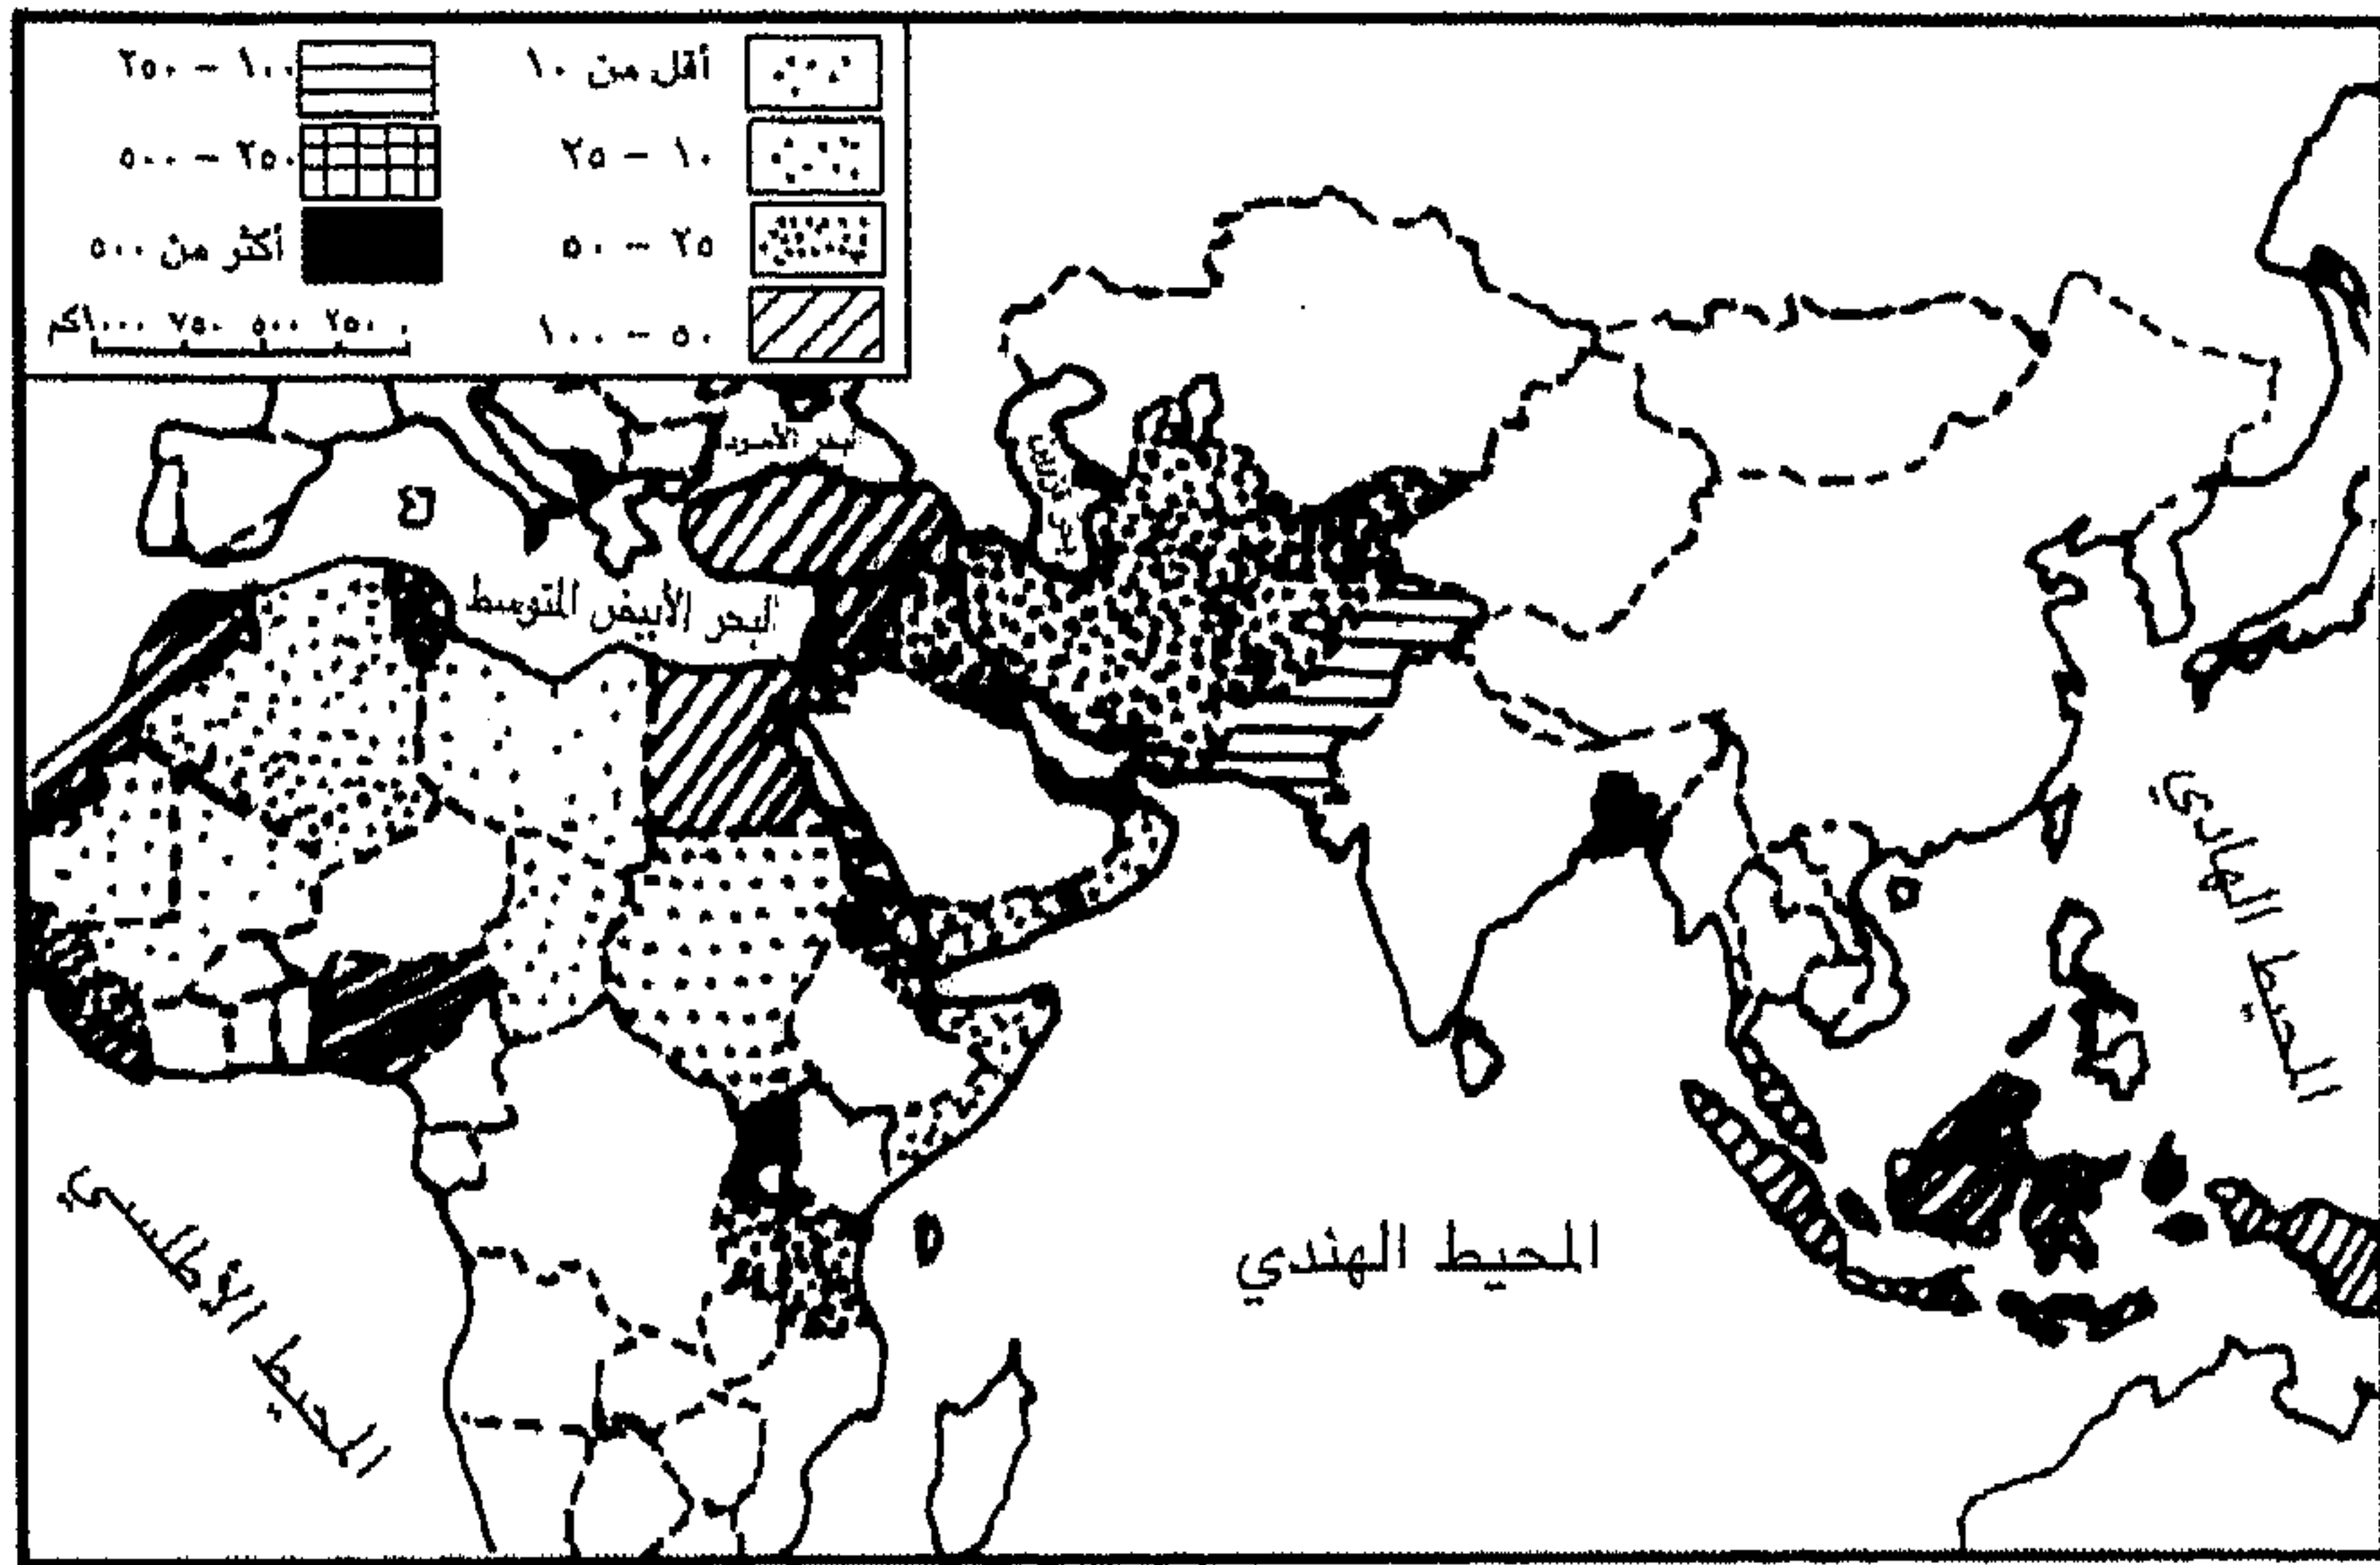 أقل من ١٠
١٠ – ٢٥
٢٥ – ٥٠
٥٠ – ١٠٠
١٠٠ – ٢٥٠
٢٥٠ – ٥٠٠
أكثر من ٥٠٠
٠ ٢٥٠ ٥٠٠ ٧٥٠ ١٠٠٠كم
البحر الأبيض المتوسط
المحيط الهندي
المحيط الأطلسي
المحيط الهادي